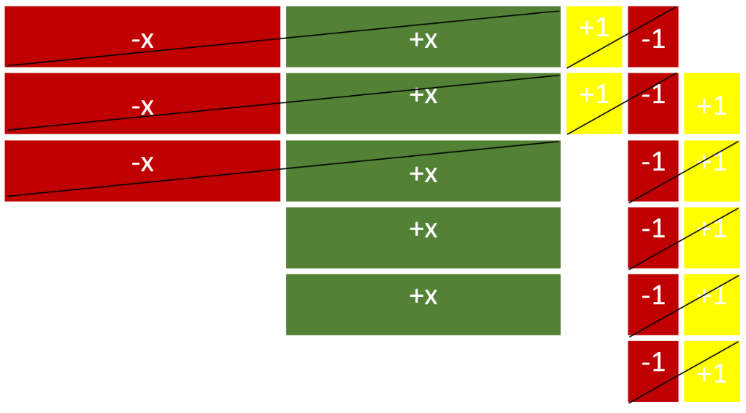 -x +x +1 -1
-x +x +1 -1 +1
-x +x -1 +1
+x -1 +1
+x -1 +1
-1 +1